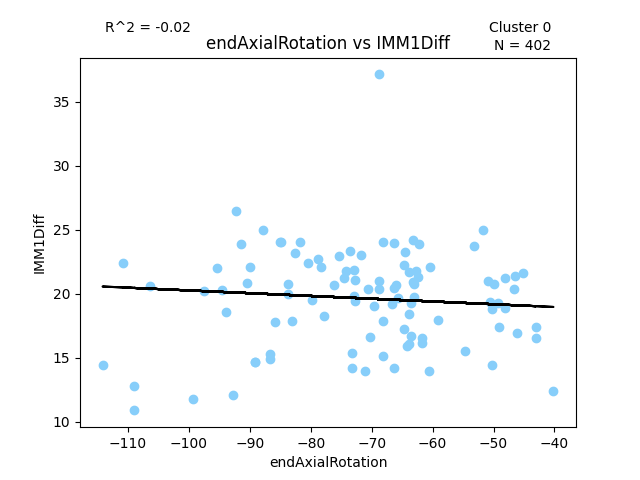 R^2 = -0.02
Cluster 0
endAxialRotation vs IMM1Diff
N = 402
35
30
25
20
15
10
IMM1Diff
−110
−100
−90
−80
−70
−60
−50
−40
endAxialRotation